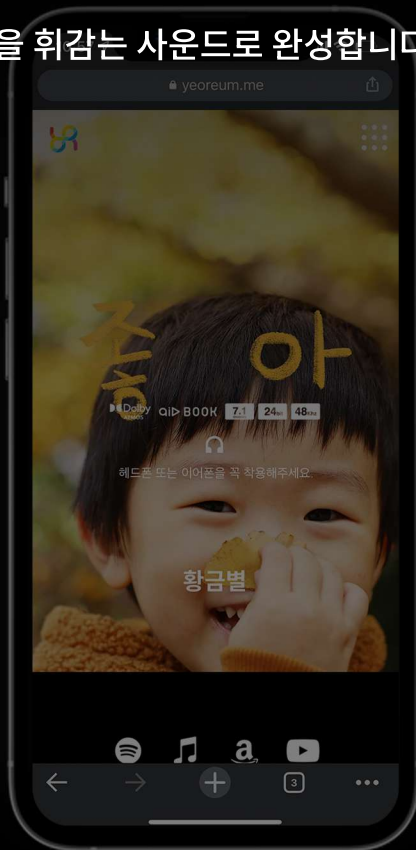 을 휘감는 사운드로 완성합니다
yeoreum.me
좋 아
Dolby ATMOS aiD BOOK 7.1 24 48
헤드폰 또는 이어폰을 꼭 착용해주세요.
황금별
3